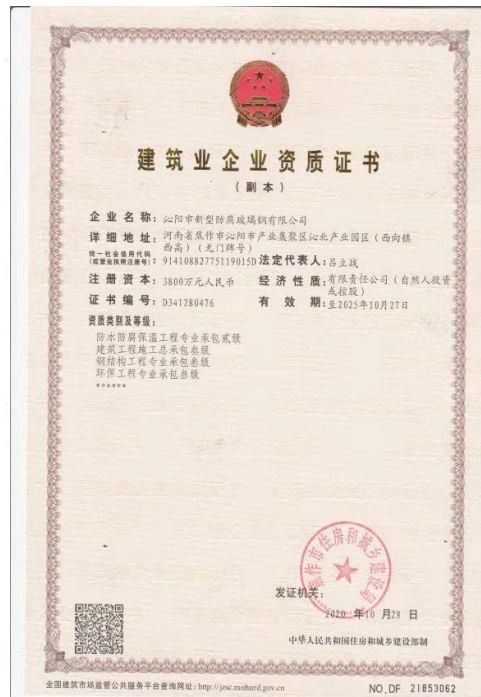 建筑业企业资质证书
(副本)
企业名称：沁阳市新型防腐玻璃钢有限公司
详细地址：河南省焦作市沁阳市产业集聚区沁北产业园区（西向镇西高）（无门牌号）
统一社会信用代码
(或营业执照注册号)：91410882775119015D 法定代表人：吕立战
注册资本：3800万元人民币 经济性质：有限责任公司（自然人投资或控股）
证书编号：D341280476 有效期：至2025年10月27日
资质类别及等级：
防水防腐保温工程专业承包贰级
建筑工程施工总承包叁级
钢结构工程专业承包叁级
环保工程专业承包叁级
焦作市住房和城乡建设局
发证机关：
2020年10月28日
中华人民共和国住房和城乡建设部制
全国建筑市场监管公共服务平台查询网址：http://jzsc.mohurd.gov.cn
NO.DF 21853062